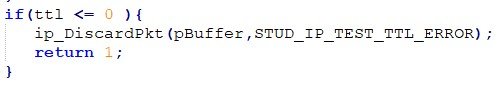 if(ttl <= 0 ){
ip_DiscardPkt(pBuffer,STUD_IP_TEST_TTL_ERROR);
return 1;
}